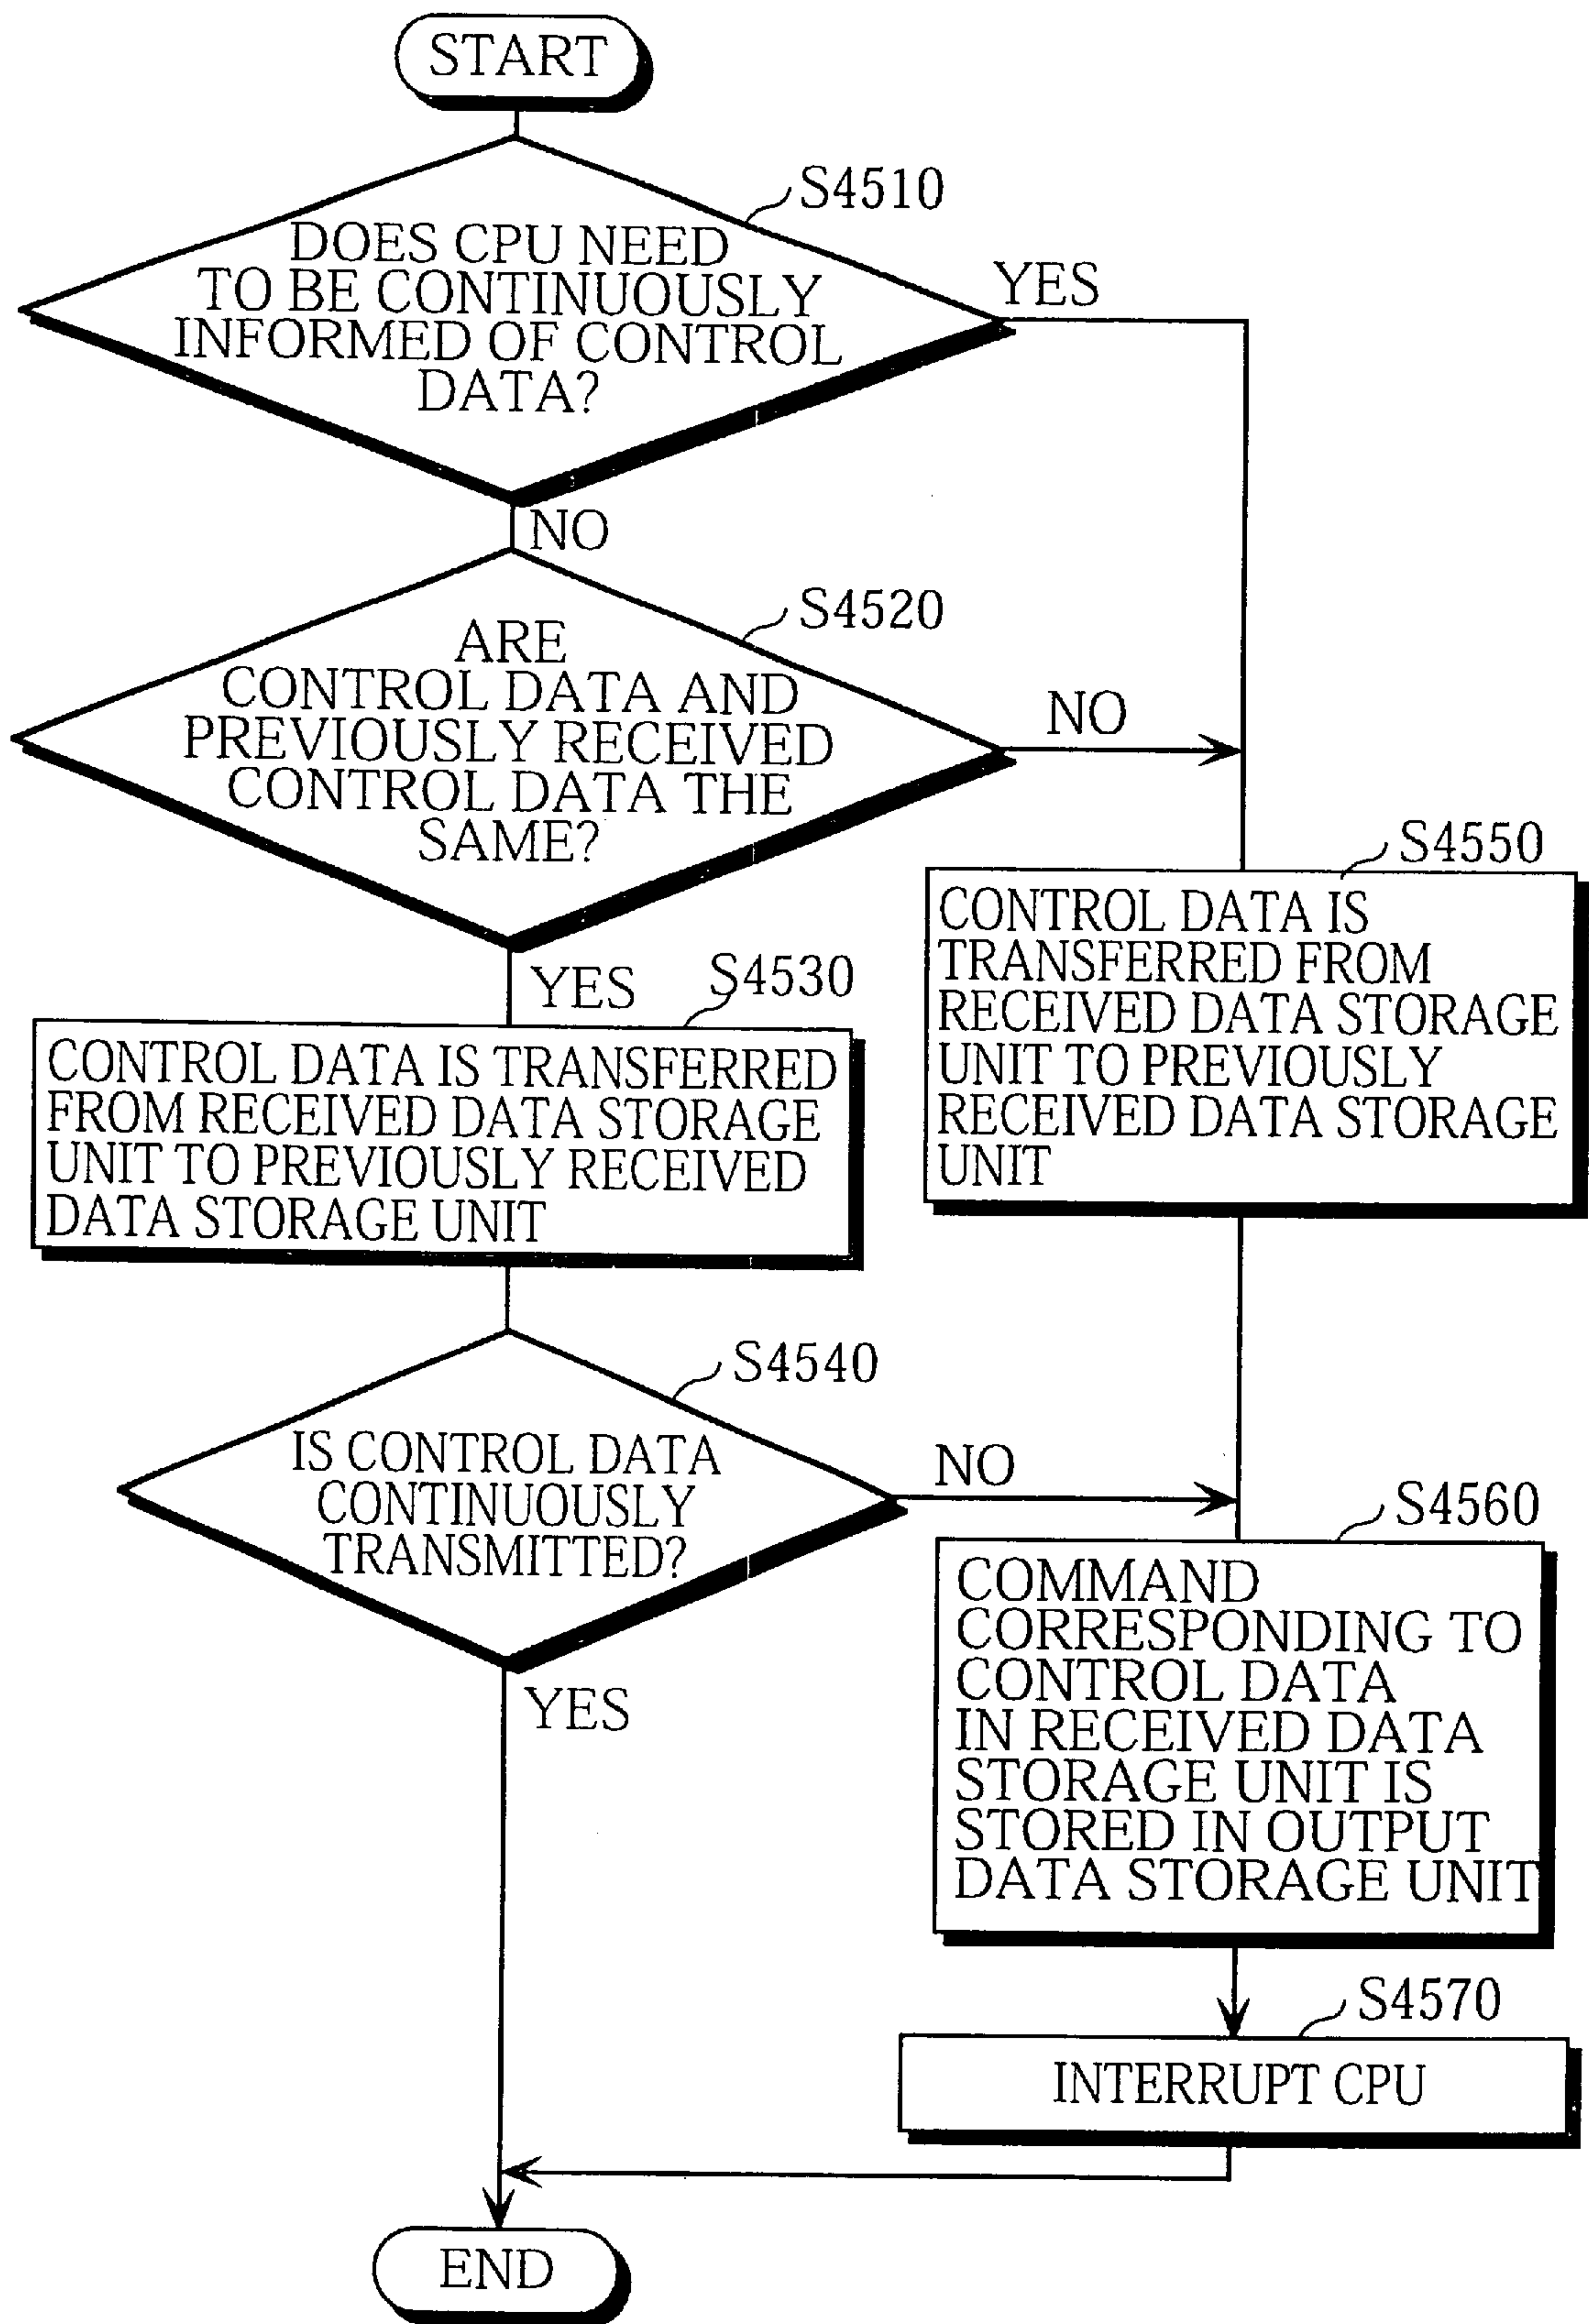 START
S4510
DOES CPU NEED
TO BE CONTINUOUSLY
INFORMED OF CONTROL
DATA?
YES
NO
S4520
ARE
CONTROL DATA AND
PREVIOUSLY RECEIVED
CONTROL DATA THE
SAME?
NO
YES
S4530
CONTROL DATA IS TRANSFERRED
FROM RECEIVED DATA STORAGE
UNIT TO PREVIOUSLY RECEIVED
DATA STORAGE UNIT
S4550
CONTROL DATA IS
TRANSFERRED FROM
RECEIVED DATA STORAGE
UNIT TO PREVIOUSLY
RECEIVED DATA STORAGE
UNIT
S4540
IS CONTROL DATA
CONTINUOUSLY
TRANSMITTED?
NO
YES
S4560
COMMAND
CORRESPONDING TO
CONTROL DATA
IN RECEIVED DATA
STORAGE UNIT IS
STORED IN OUTPUT
DATA STORAGE UNIT
S4570
INTERRUPT CPU
END